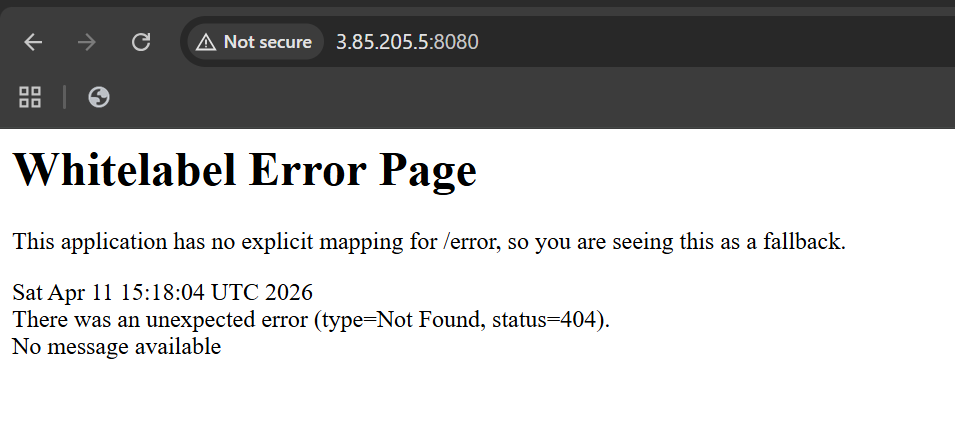 Not secure 3.85.205.5:8080
Whitelabel Error Page
This application has no explicit mapping for /error, so you are seeing this as a fallback.
Sat Apr 11 15:18:04 UTC 2026
There was an unexpected error (type=Not Found, status=404).
No message available